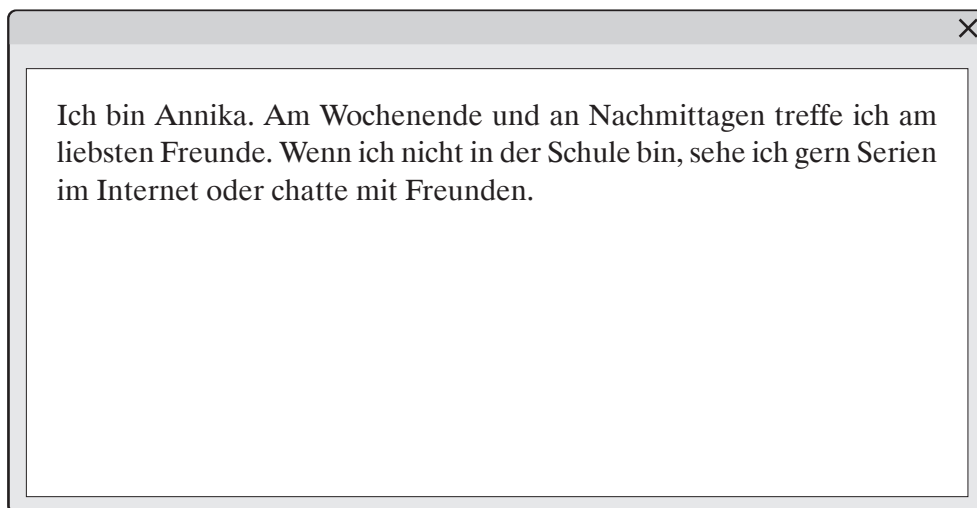 Ich bin Annika. Am Wochenende und an Nachmittagen treffe ich am
liebsten Freunde. Wenn ich nicht in der Schule bin, sehe ich gern Serien
im Internet oder chatte mit Freunden.